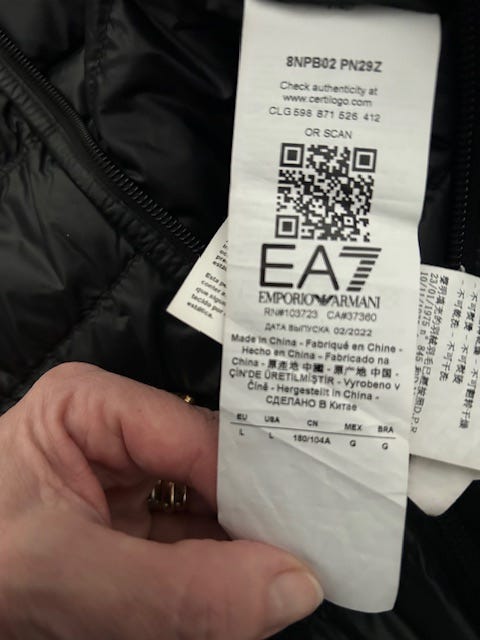 8NPB02 PN29Z
Check authenticity at
www.certilogo.com
CLG 598 871 526 412
OR SCAN
EA7
EMPORIO ARMANI
RN#103723 CA#37360
ДАТА ВЫПУСКА 02/2022
Made in China - Fabriqué en Chine -
Hecho en China - Fabricado na
China - 原産地 中國 - 原产地 中国 -
ÇİN'DE ÜRETİLMİŞTİR - Vyrobeno v
Číně - Hergestellt in China -
СДЕЛАНО В Китае
EU USA CN MEX BRA
L L 180/104A G G